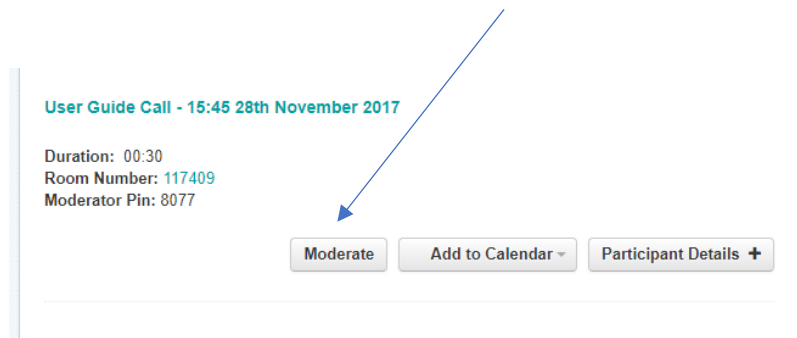 User Guide Call - 15:45 28th November 2017
Duration: 00:30
Room Number: 117409
Moderator Pin: 8077
Moderate Add to Calendar Participant Details +